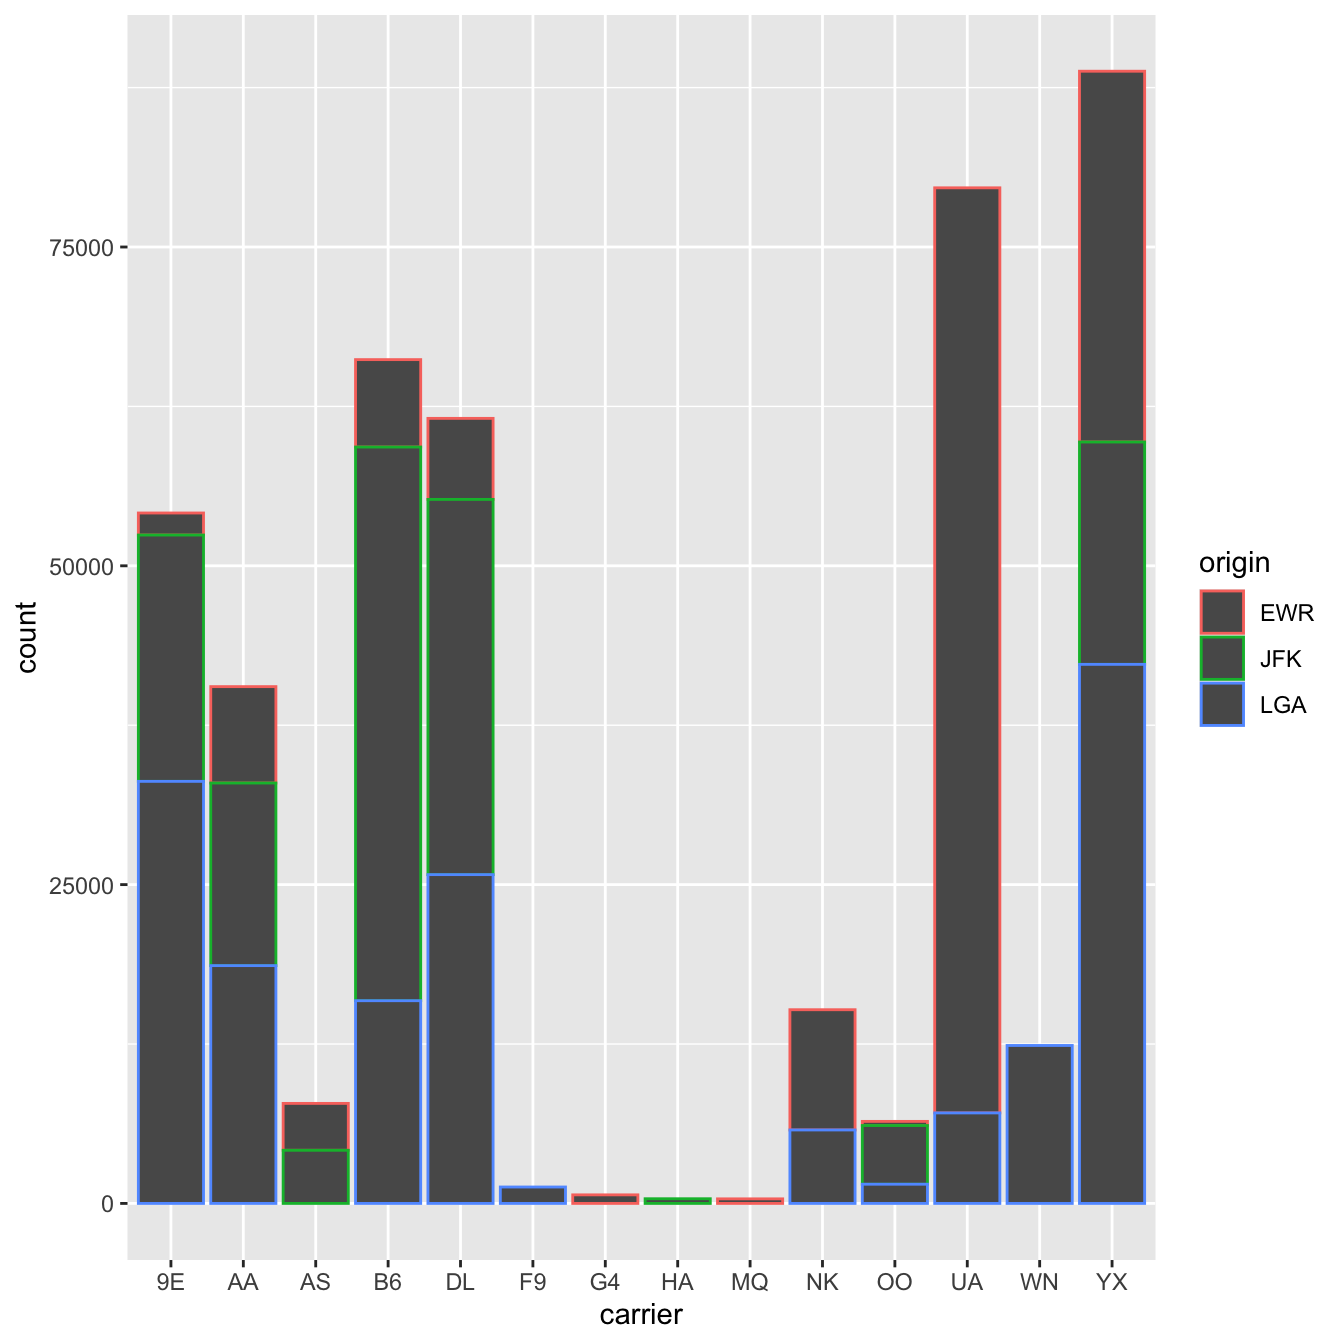 count
75000
50000
25000
0
9E AA AS B6 DL F9 G4 HA MQ NK OO UA WN YX
carrier
origin
EWR
JFK
LGA